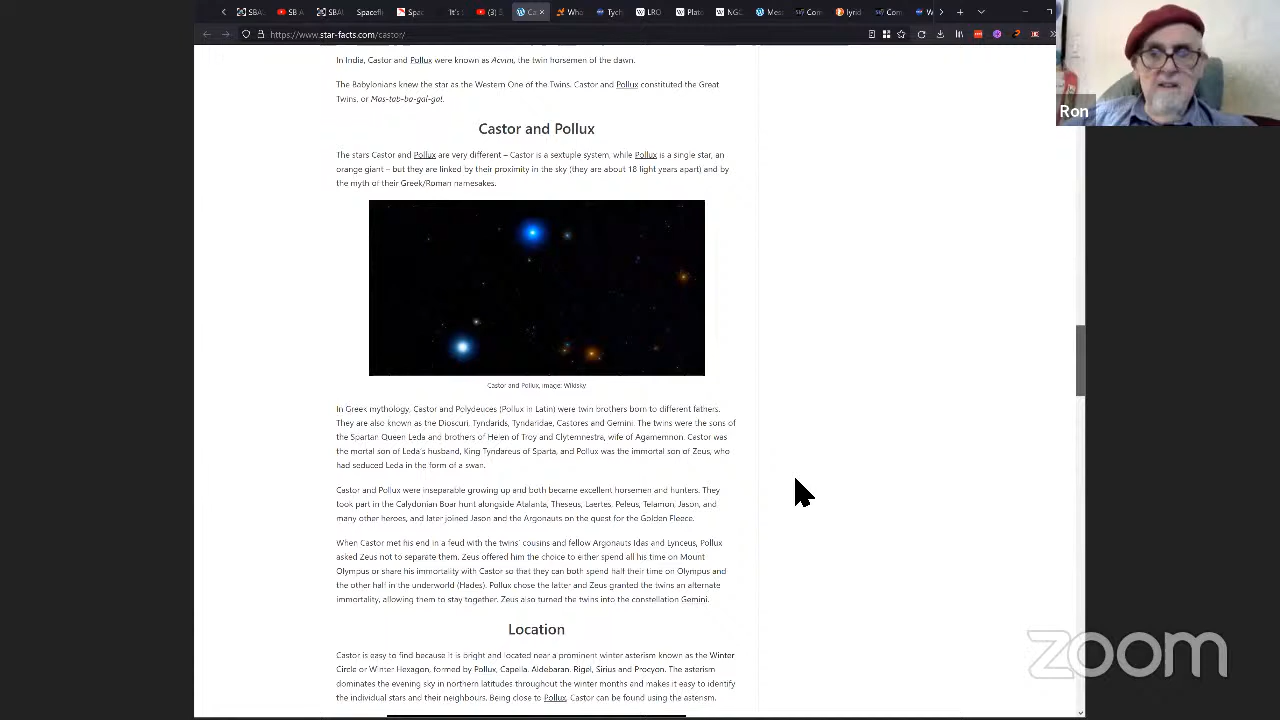 SBA
SB
SBAU
Spacefl
Spac
'It's
(3)
Ca
Who
Tych
LRO
Plato
NGC
Mess
Com
lyrid
Com
W
https://www.star-facts.com/castor/
In India, Castor and Pollux were known as Aćvini, the twin horsemen of the dawn.
The Babylonians knew the star as the Western One of the Twins. Castor and Pollux constituted the Great
Twins, or Mas-tab-ba-gal-gal.
Castor and Pollux
The stars Castor and Pollux are very different – Castor is a sextuple system, while Pollux is a single star, an
orange giant – but they are linked by their proximity in the sky (they are about 18 light years apart) and by
the myth of their Greek/Roman namesakes.
Castor and Pollux, image: Wikisky
In Greek mythology, Castor and Polydeuces (Pollux in Latin) were twin brothers born to different fathers.
They are also known as the Dioscuri, Tyndarids, Tyndaridae, Castores and Gemini. The twins were the sons of
the Spartan Queen Leda and brothers of Helen of Troy and Clytemnestra, wife of Agamemnon. Castor was
the mortal son of Leda's husband, King Tyndareus of Sparta, and Pollux was the immortal son of Zeus, who
had seduced Leda in the form of a swan.
Castor and Pollux were inseparable growing up and both became excellent horsemen and hunters. They
took part in the Calydonian Boar hunt alongside Atalanta, Theseus, Laertes, Peleus, Telamon, Jason, and
many other heroes, and later joined Jason and the Argonauts on the quest for the Golden Fleece.
When Castor met his end in a feud with the twins' cousins and fellow Argonauts Idas and Lynceus, Pollux
asked Zeus not to separate them. Zeus offered him the choice to either spend all his time on Mount
Olympus or share his immortality with Castor so that they can both spend half their time on Olympus and
the other half in the underworld (Hades). Pollux chose the latter and Zeus granted the twins an alternate
immortality, allowing them to stay together. Zeus also turned the twins into the constellation Gemini.
Location
Castor is easy to find because it is bright and located near a prominent winter asterism known as the Winter
Circle or Winter Hexagon, formed by Pollux, Capella, Aldebaran, Rigel, Sirius and Procyon. The asterism
dominates the evening sky in northern latitudes throughout the winter months and makes it easy to identify
the individual stars and their neighbours. Being close to Pollux, Castor can be found using the asterism.
Ron
zoom